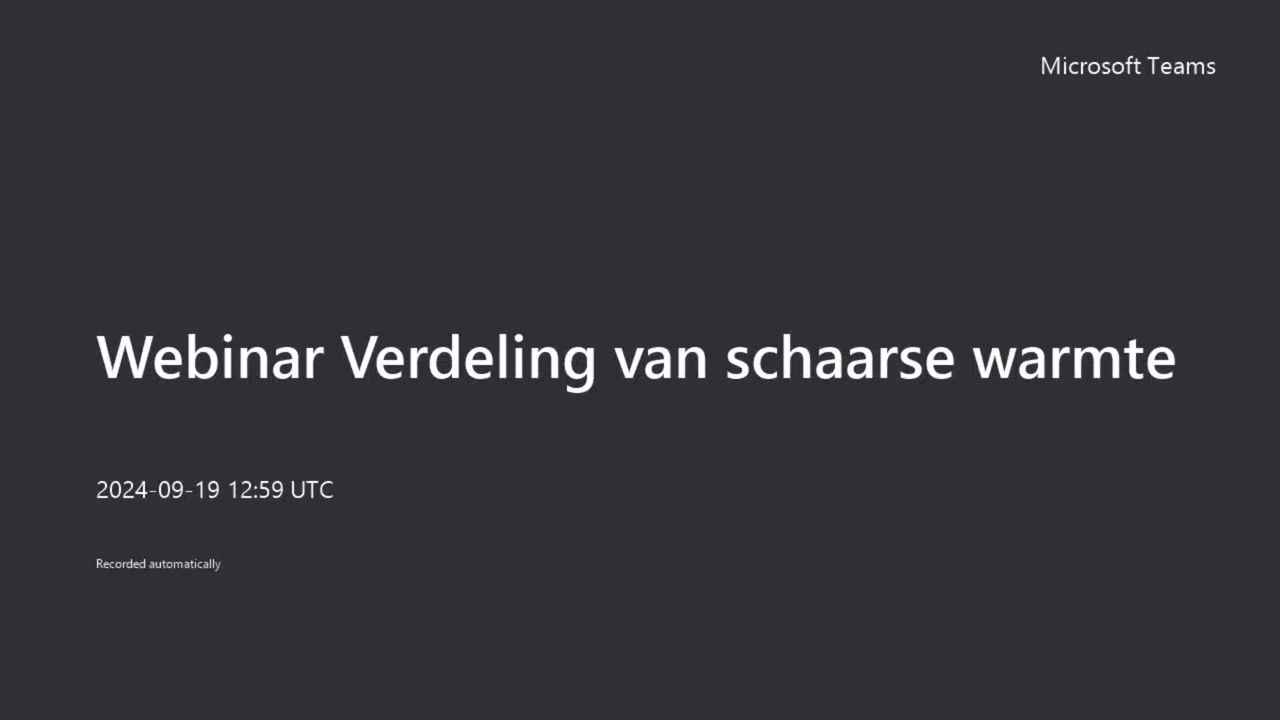 Microsoft Teams
Webinar Verdeling van schaarse warmte
2024-09-19 12:59 UTC
Recorded automatically